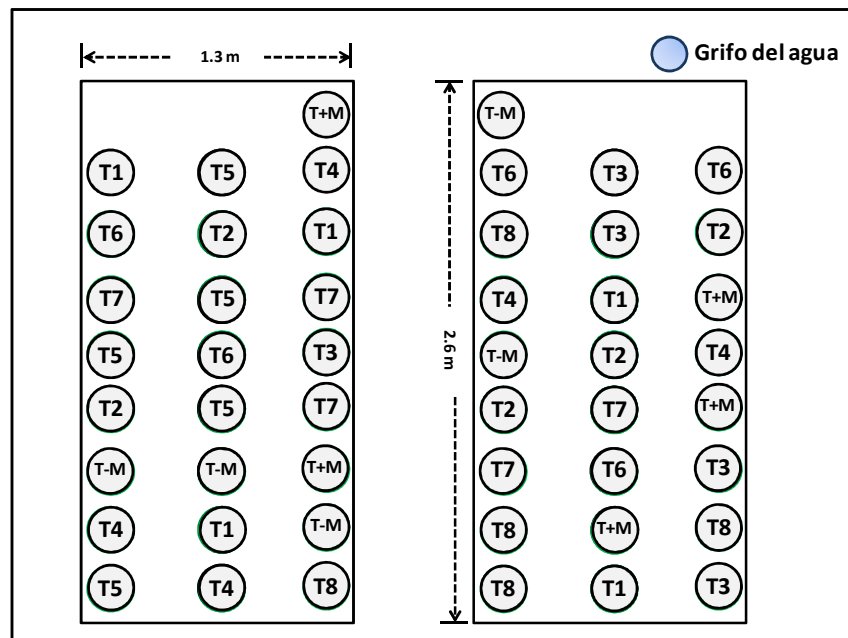 1.3 m
Grifo del agua
T+M
T-M
T1 T5 T4
T6 T3 T6
T6 T2 T1
T8 T3 T2
T7 T5 T7
T4 T1 T+M
T5 T6 T3
T-M T2 T4
2.6 m
T2 T5 T7
T2 T7 T+M
T-M T-M T+M
T7 T6 T3
T4 T1 T-M
T8 T+M T8
T5 T4 T8
T8 T1 T3